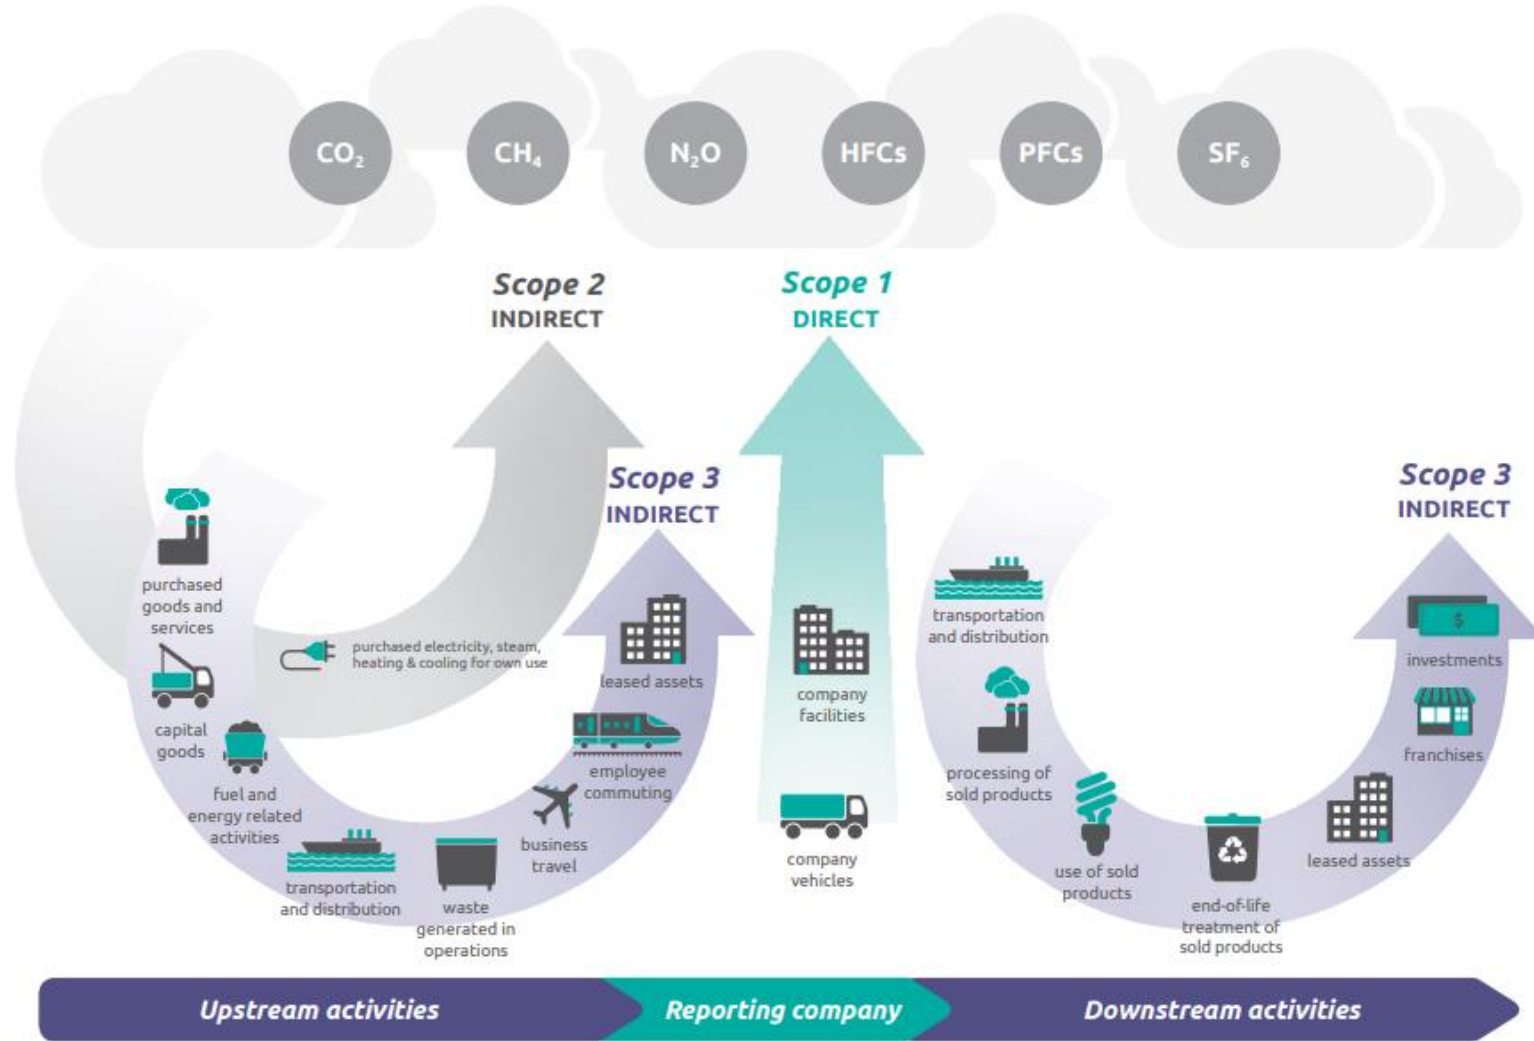 CO₂
CH₄
N₂O
HFCs
PFCs
SF₆
Scope 2
INDIRECT
Scope 1
DIRECT
Scope 3
INDIRECT
Scope 3
INDIRECT
purchased
goods and
services
capital
goods
fuel and
energy related
activities
transportation
and distribution
waste
generated in
operations
business
travel
employee
commuting
leased assets
purchased electricity, steam,
heating & cooling for own use
company
facilities
company
vehicles
transportation
and distribution
processing of
sold products
use of sold
products
end-of-life
treatment of
sold products
leased assets
franchises
$
investments
Upstream activities
Reporting company
Downstream activities